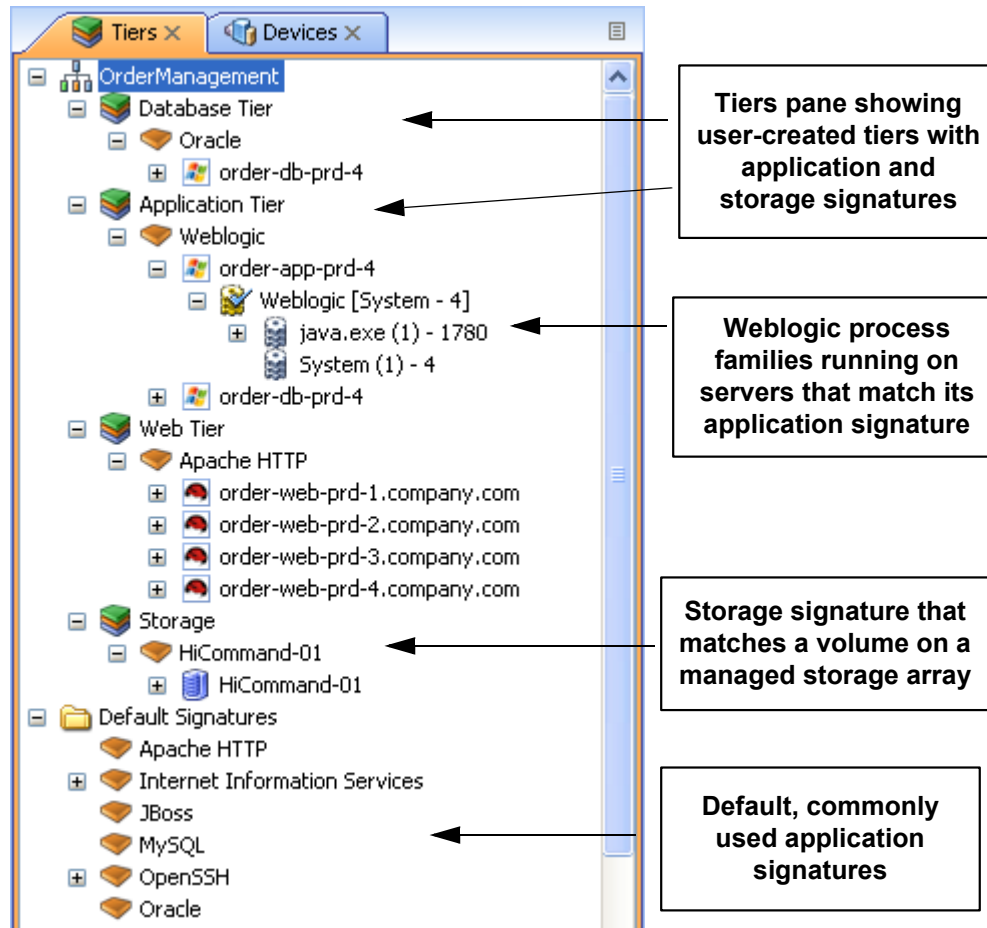 Tiers
Devices
OrderManagement
Database Tier
Oracle
order-db-prd-4
Application Tier
Weblogic
order-app-prd-4
Weblogic [System - 4]
java.exe (1) - 1780
System (1) - 4
order-db-prd-4
Web Tier
Apache HTTP
order-web-prd-1.company.com
order-web-prd-2.company.com
order-web-prd-3.company.com
order-web-prd-4.company.com
Storage
HiCommand-01
HiCommand-01
Default Signatures
Apache HTTP
Internet Information Services
JBoss
MySQL
OpenSSH
Oracle
Tiers pane showing
user-created tiers with
application and
storage signatures
Weblogic process
families running on
servers that match its
application signature
Storage signature that
matches a volume on a
managed storage array
Default, commonly
used application
signatures